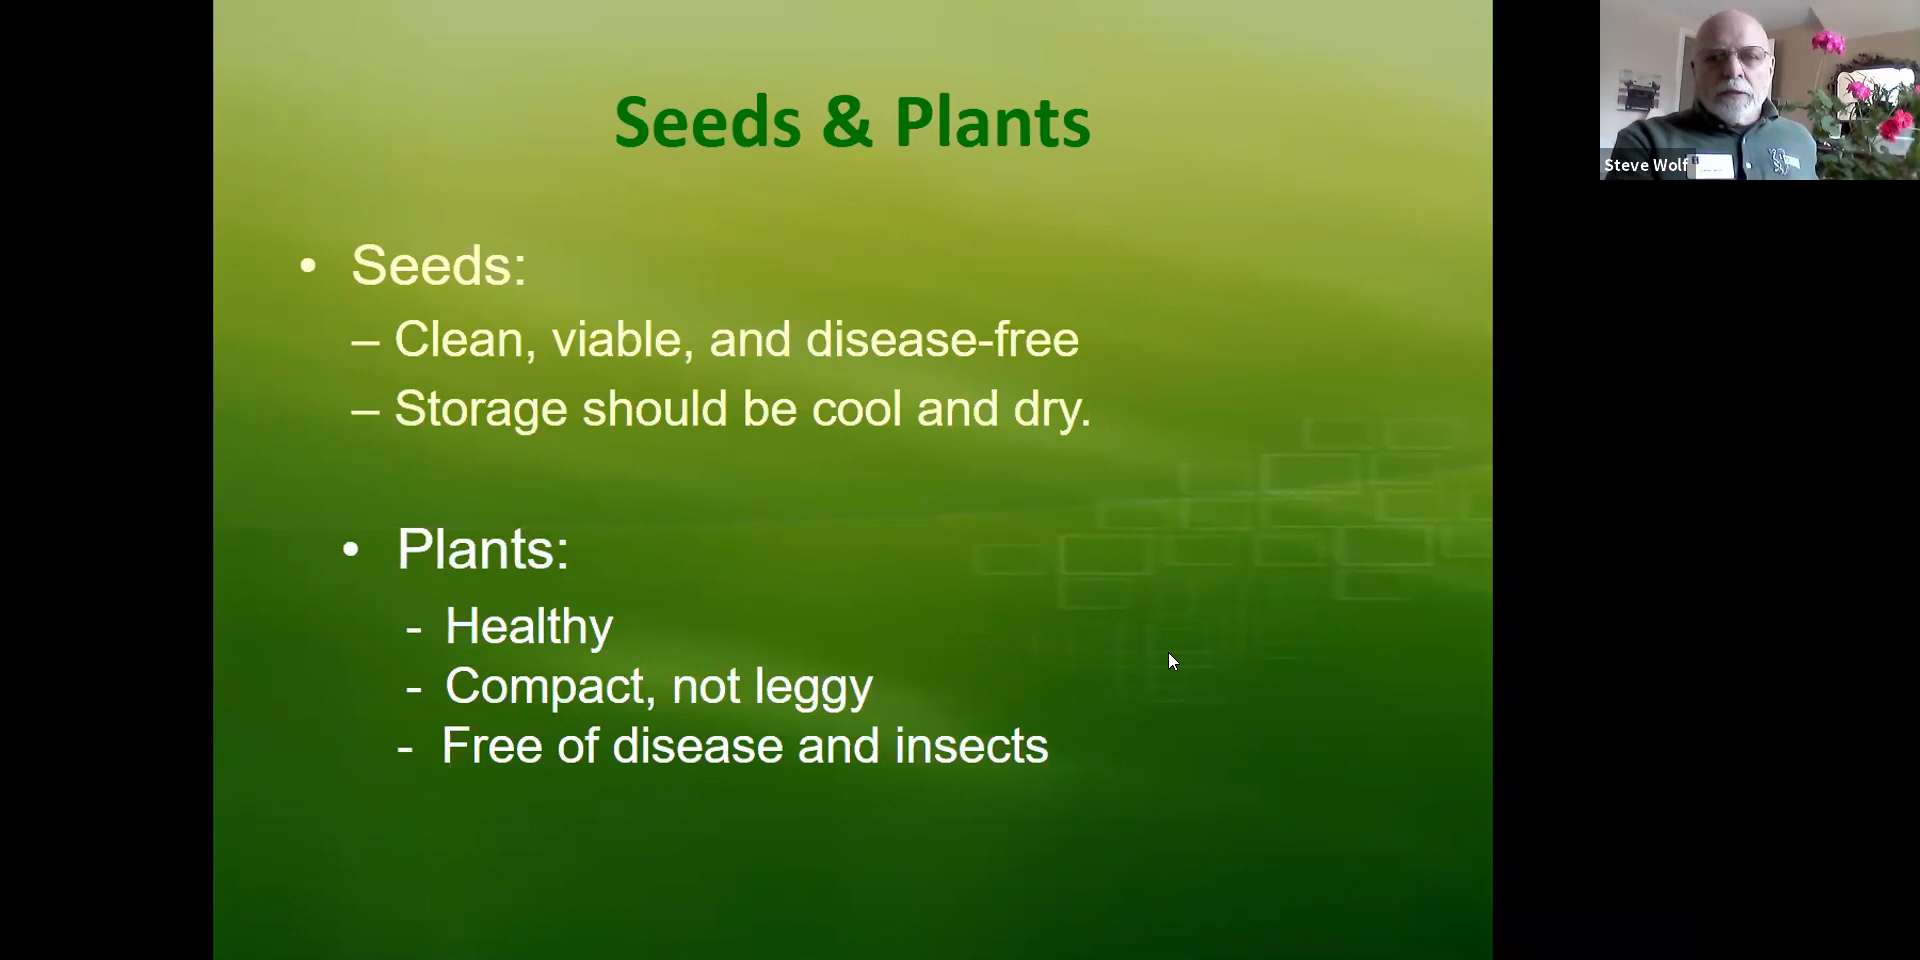 Seeds & Plants
• Seeds:
– Clean, viable, and disease-free
– Storage should be cool and dry.
• Plants:
- Healthy
- Compact, not leggy
- Free of disease and insects
Steve Wolf